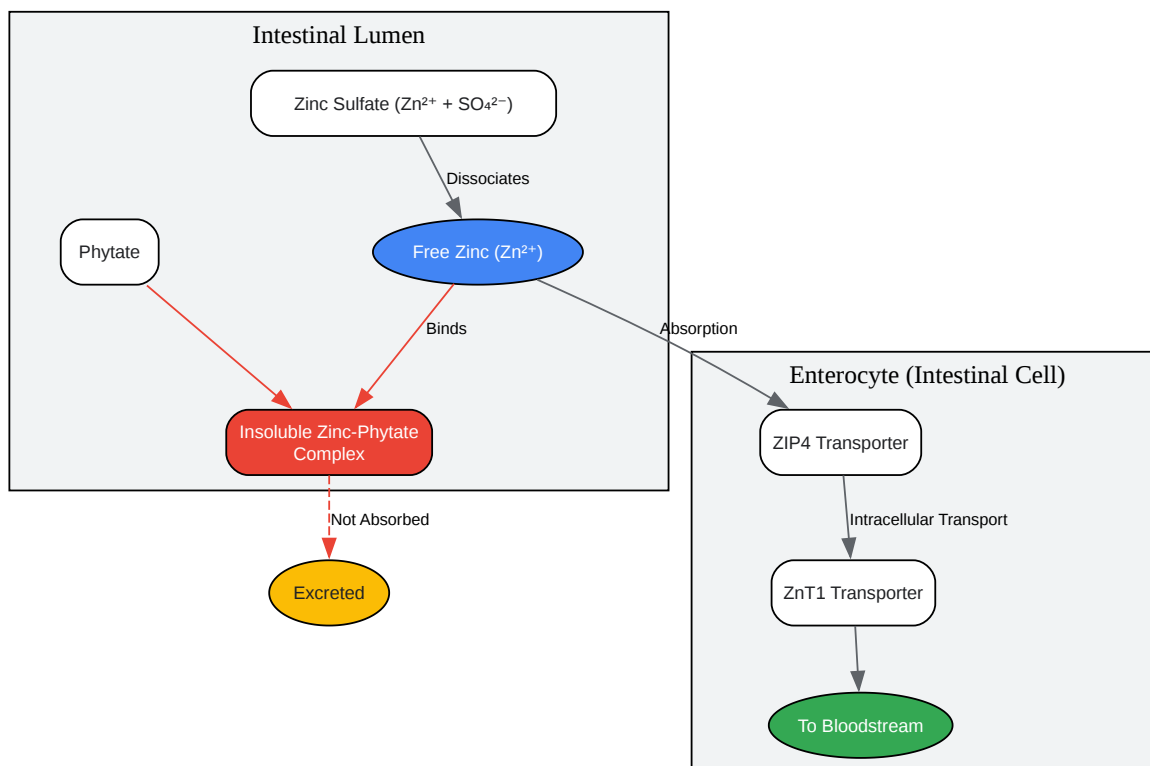 Intestinal Lumen
Zinc Sulfate (Zn²⁺ + SO₄²⁻)
Dissociates
Phytate
Free Zinc (Zn²⁺)
Binds
Absorption
Enterocyte (Intestinal Cell)
Insoluble Zinc-Phytate
Complex
ZIP4 Transporter
Not Absorbed
Intracellular Transport
Excreted
ZnT1 Transporter
To Bloodstream